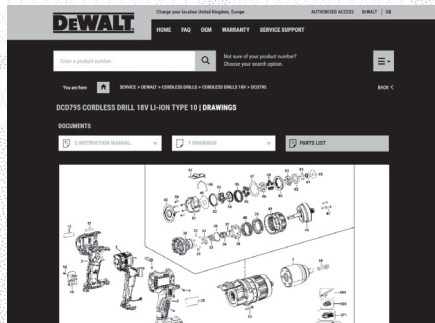 Change your location United Kingdom, Europe
AUTHORISED ACCESS DeWALT GB
DEWALT.
HOME FAQ OEM WARRANTY SERVICE SUPPORT
Enter a product number.
Not sure of your product number?
Choose your search option.
You are here
SERVICE > DEWALT > CORDLESS DRILLS > CORDLESS DRILLS 18V > DCD795
BACK <
DCD795 CORDLESS DRILL 18V LI-ION TYPE 10 | DRAWINGS
DOCUMENTS
2 INSTRUCTION MANUAL
1 DRAWINGS
PARTS LIST